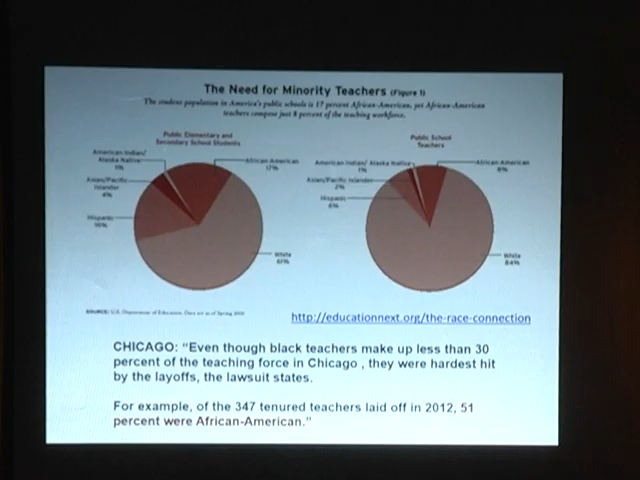 The Need for Minority Teachers (Figure 1)
The student population in America's public schools is 17 percent African-American, yet African-American
teachers compose just 8 percent of the teaching workforce.
Public Elementary and
Secondary School Students
American Indian/
Alaska Native
1%
African-American
17%
Asian/Pacific
Islander
4%
Hispanic
White
Public School
Teachers
American Indian/ Alaska Native
1%
African-American
8%
Asian/Pacific Islander
2%
Hispanic
White
84%
SOURCE: U.S. Department of Education. Data set as of Spring
http://educationnext.org/the-race-connection
CHICAGO: "Even though black teachers make up less than 30
percent of the teaching force in Chicago , they were hardest hit
by the layoffs, the lawsuit states.
For example, of the 347 tenured teachers laid off in 2012, 51
percent were African-American."